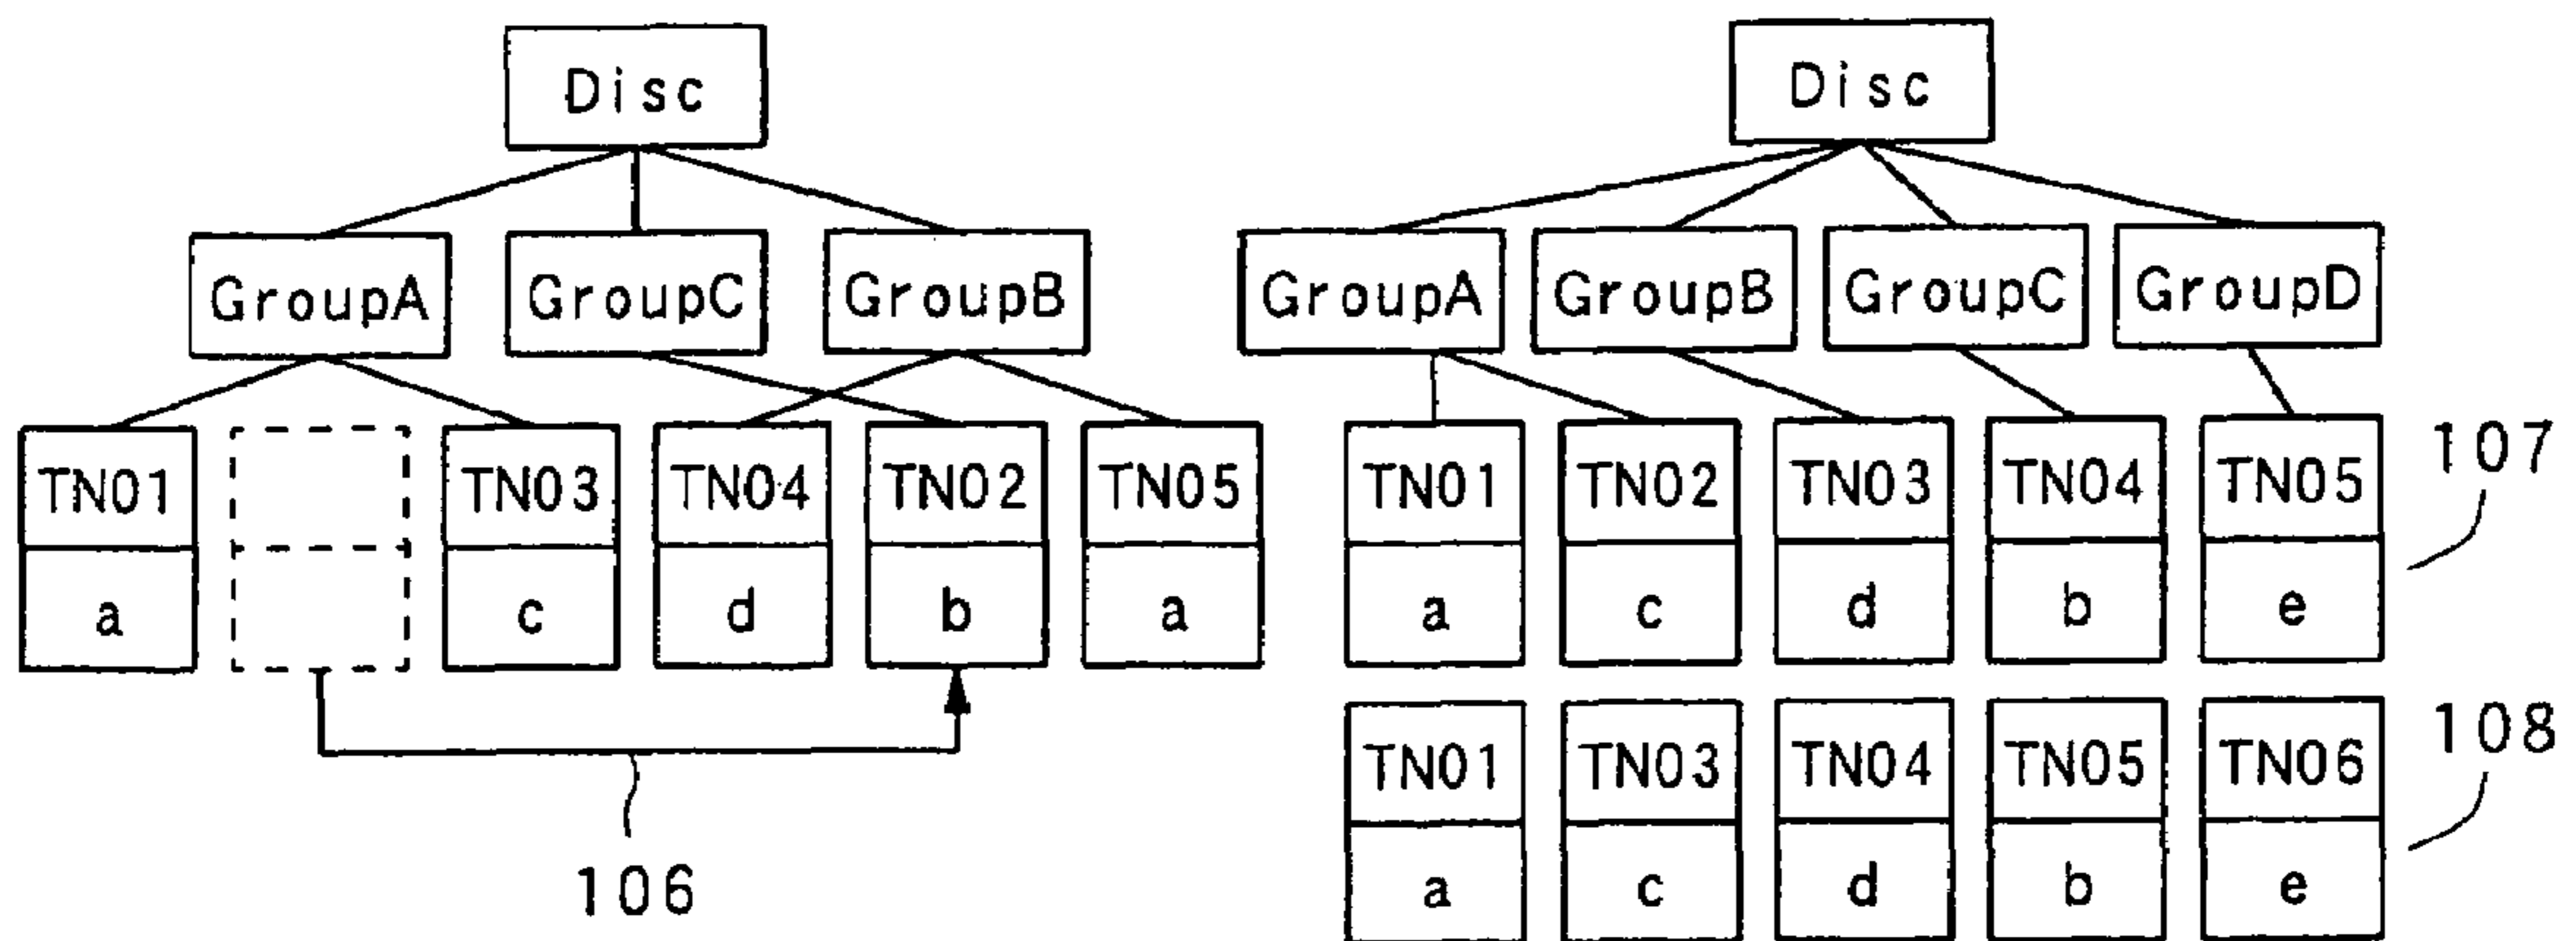 Disc
GroupA GroupC GroupB
TN01 TN03 TN04 TN02 TN05
a c d b a
106
Disc
GroupA GroupB GroupC GroupD
TN01 TN02 TN03 TN04 TN05
a c d b e
107
TN01 TN03 TN04 TN05 TN06
a c d b e
108